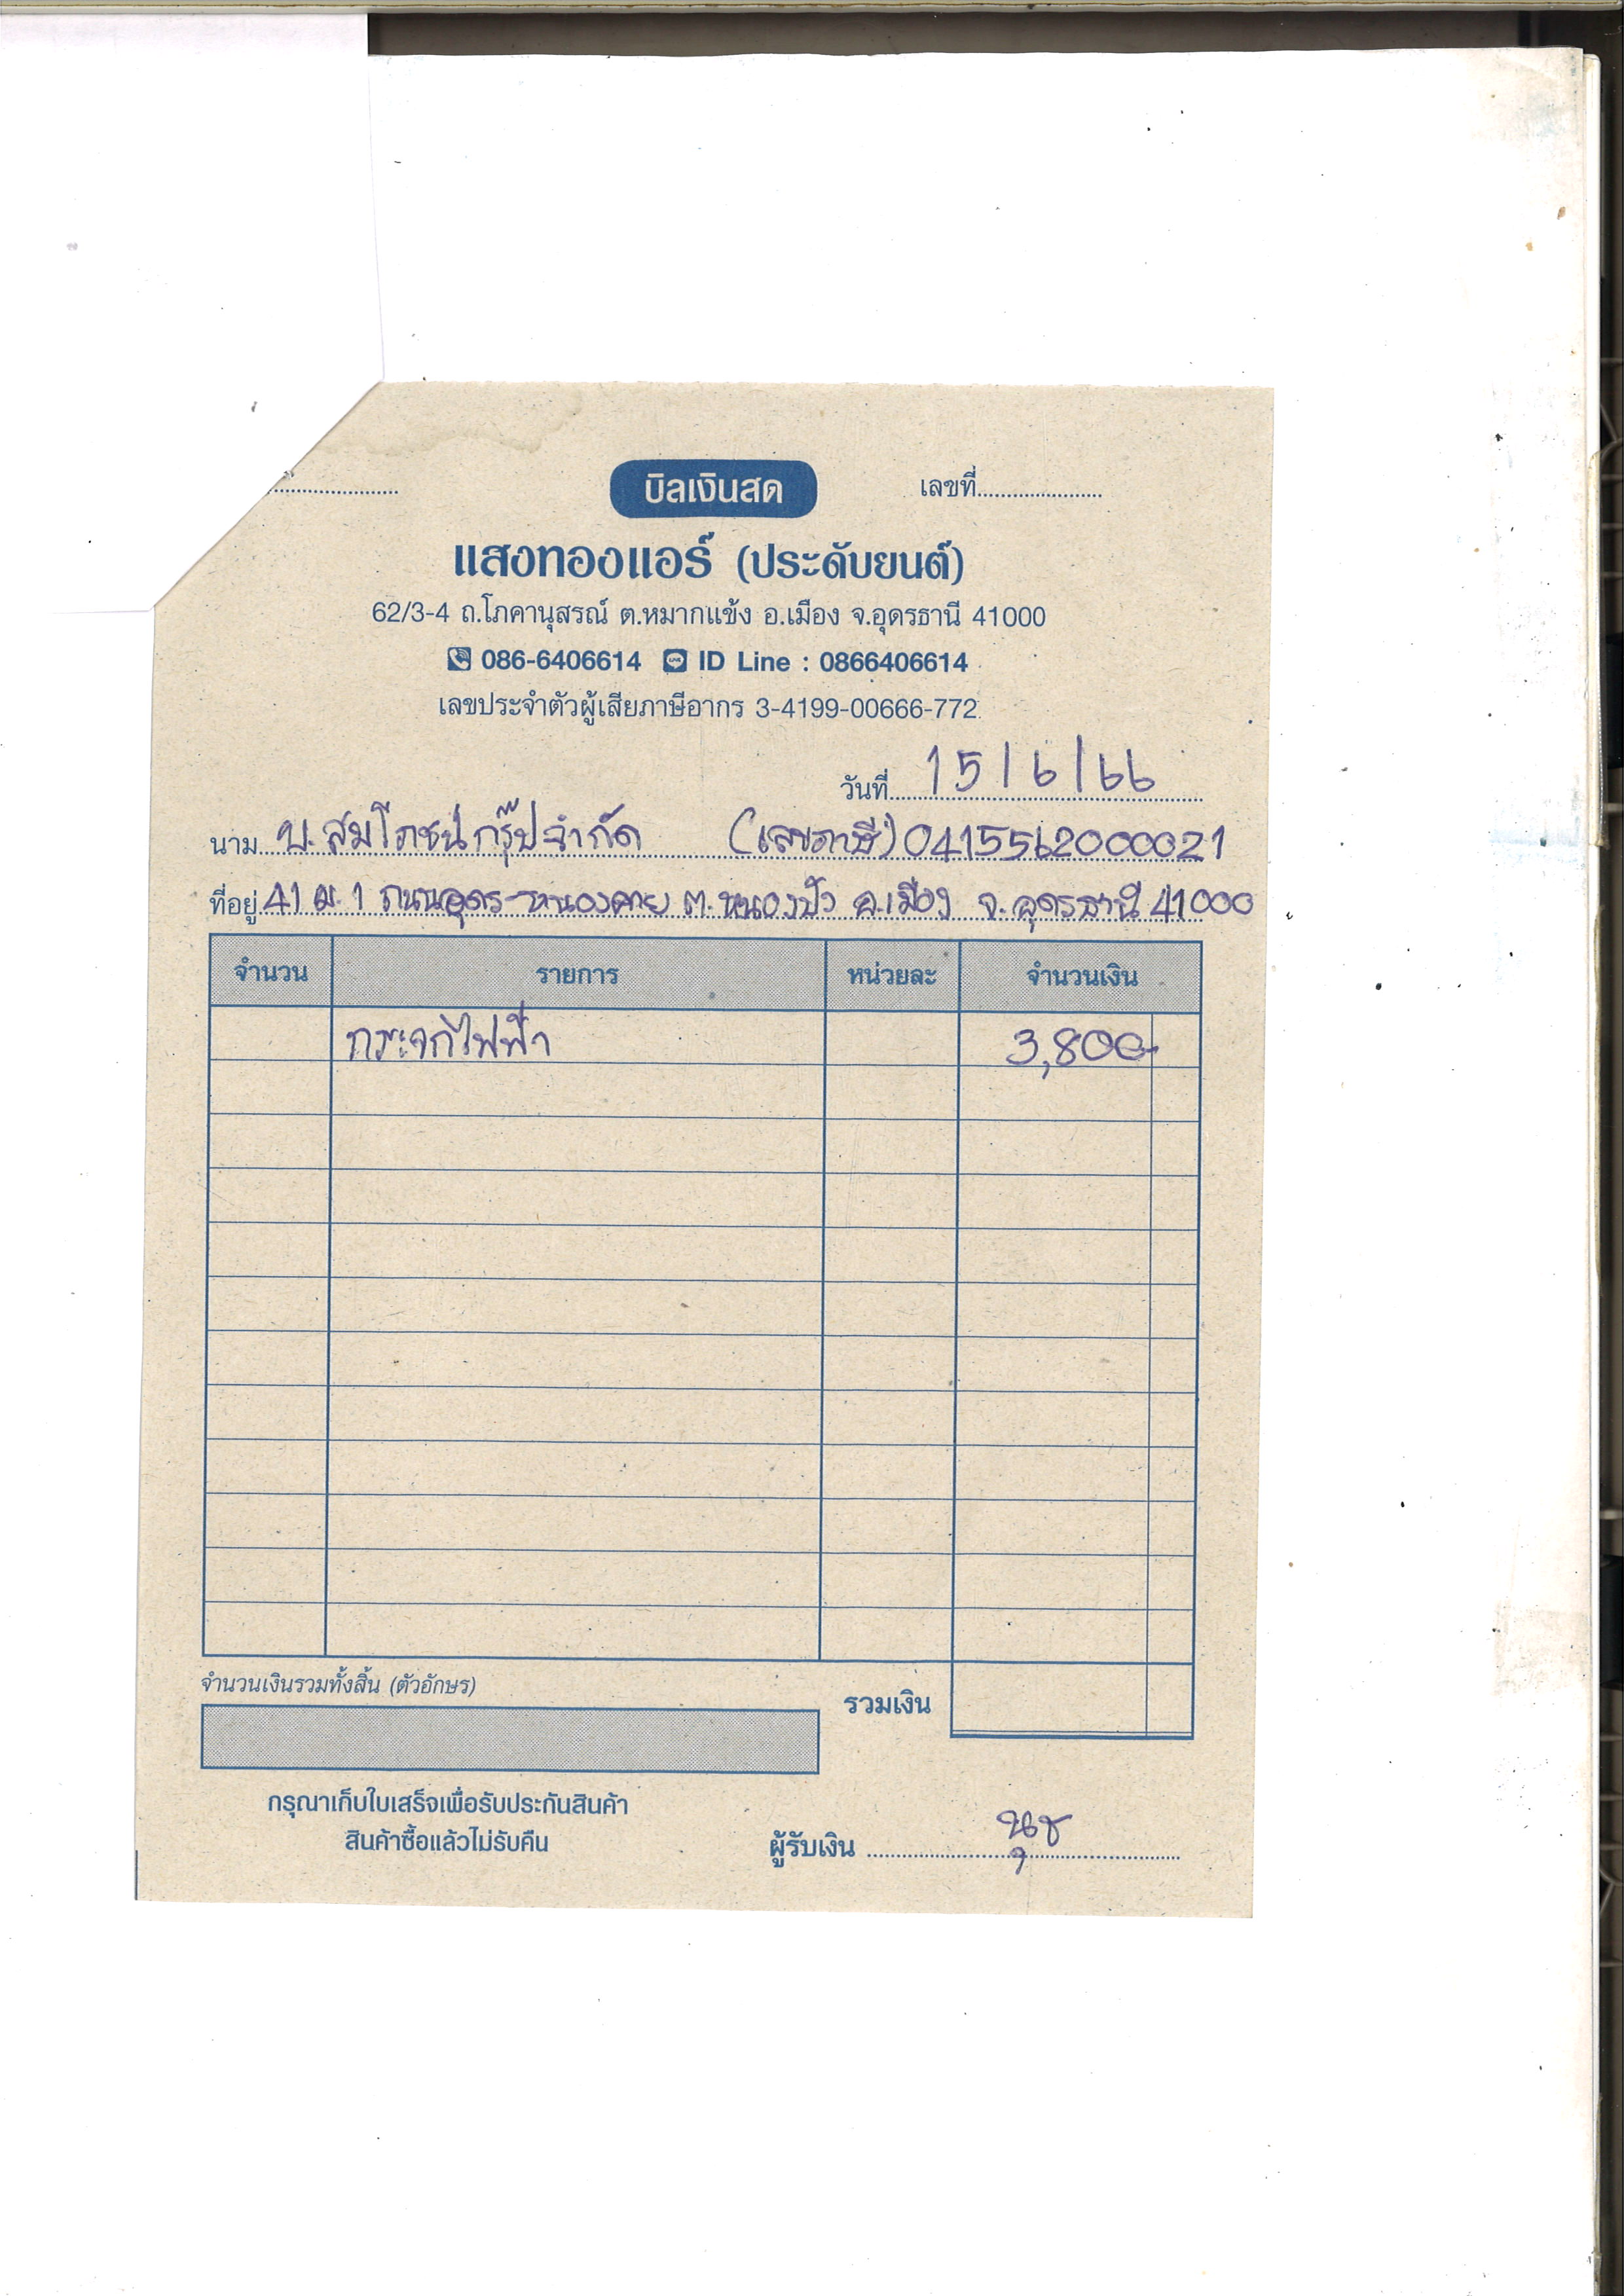 บิลเงินสด
เลขที่
แสงทองแอร์ (ประดับยนต์)
62/3-4 ถ.โภคานุสรณ์ ต.หมากแข้ง อ.เมือง จ.อุดรธานี 41000
086-6406614 ID Line : 0866406614
เลขประจำตัวผู้เสียภาษีอากร 3-4199-00666-772
วันที่ 15/6/66
นาม บ.สมโภชน์กรุ๊ปจำกัด (เลขภาษี) 0415562000021
ที่อยู่ 41 ม.1 ถนนอุดร-หนองคาย ต.หนองบัว อ.เมือง จ.อุดรธานี 41000
จำนวน รายการ หน่วยละ จำนวนเงิน
กระจกไฟฟ้า 3,800-
จำนวนเงินรวมทั้งสิ้น (ตัวอักษร)
รวมเงิน
กรุณาเก็บใบเสร็จเพื่อรับประกันสินค้า
สินค้าซื้อแล้วไม่รับคืน
ผู้รับเงิน นุช